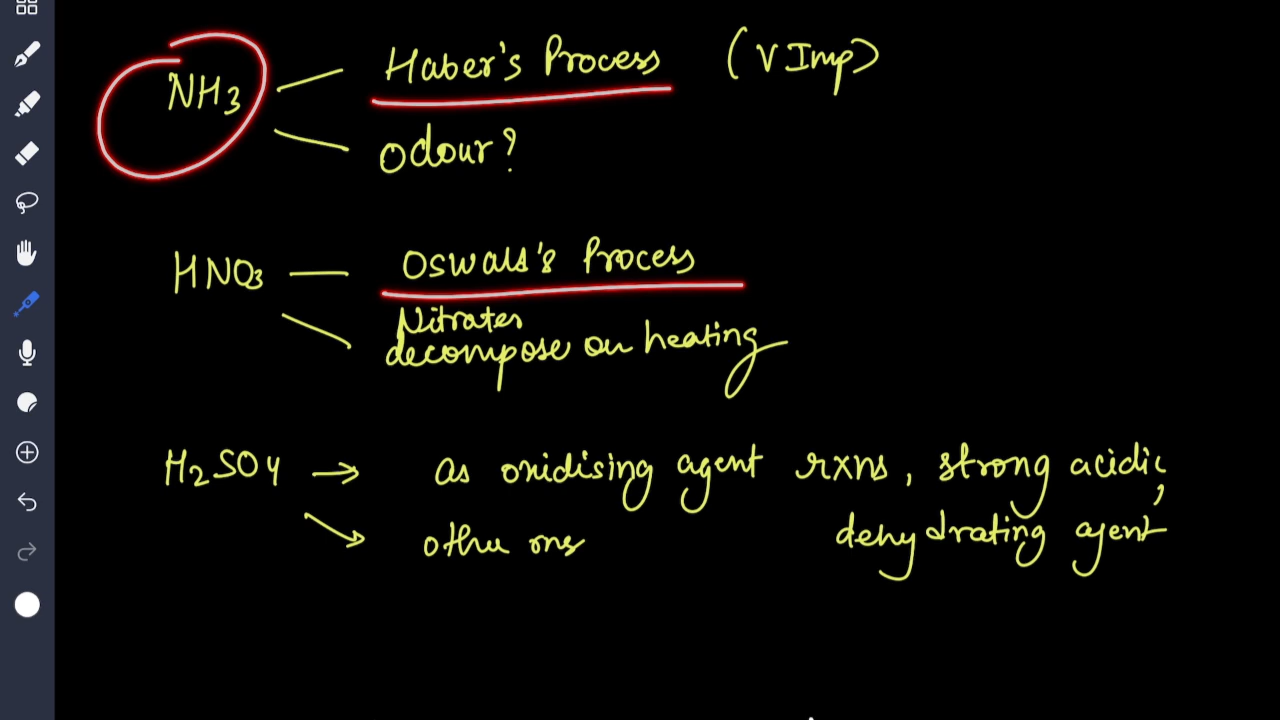 NH3 Haber's Process (V Imp)
Odour?
HNO3 Oswald's Process
Nitrates
decompose on heating
H2SO4 → as oxidising agent rxns, strong acidic,
→ other ones dehydrating agent